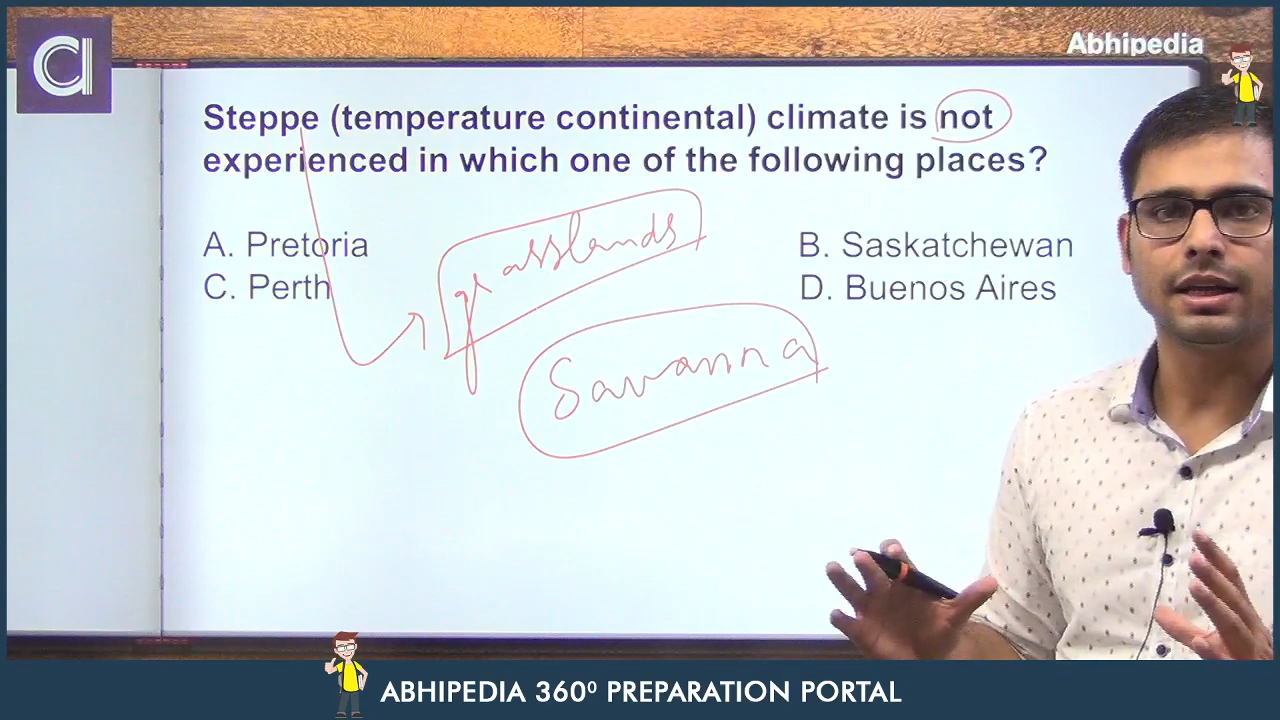 Abhipedia
Steppe (temperature continental) climate is not
experienced in which one of the following places?
A. Pretoria
B. Saskatchewan
C. Perth
D. Buenos Aires
grasslands
Savanna
ABHIPEDIA 360⁰ PREPARATION PORTAL